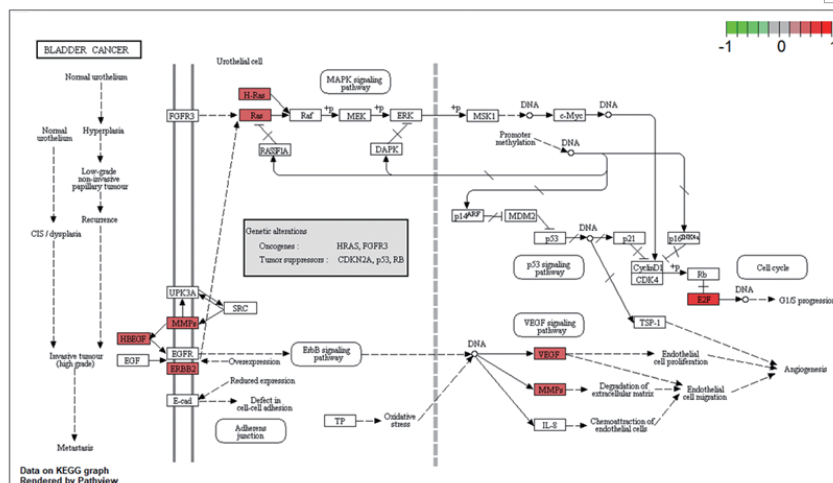 BLADDER CANCER
-1 0 1
Urothelial cell
Normal urothelium
Normal
urothelium
Hyperplasia
Low-grade
non-invasive
papillary tumour
Recurrence
CIS / dysplasia
Invasive tumour
(high grade)
Metastasis
MAPK signaling
pathway
H-Ras
FGFR3
Ras
Raf
+p
MEK
+p
ERK
+p
MSK1
DNA
c-Myc
DNA
RASSF1A
DAPK
Promoter
methylation
DNA
Genetic alterations
Oncogenes : HRAS, FGFR3
Tumor suppressors : CDKN2A, p53, RB
p14ARF
MDM2
p53
DNA
p21
p16INK4a
p53 signaling
pathway
CyclinD1
CDK4
+p
Rb
Cell cycle
E2F
DNA
G1/S progression
UPK3A
SRC
MMPs
HBEGF
EGF
EGFR
ERBB2
Overexpression
ErbB signaling
pathway
Reduced expression
E-cad
Defect in
cell-cell adhesion
Adherens
junction
TP
Oxidative
stress
DNA
VEGF signaling
pathway
TSP-1
VEGF
Endothelial
cell proliferation
MMPs
Degradation of
extracellular matrix
Endothelial
cell migration
Angiogenesis
IL-8
Chemoattraction of
endothelial cells
Data on KEGG graph
Rendered by Pathview